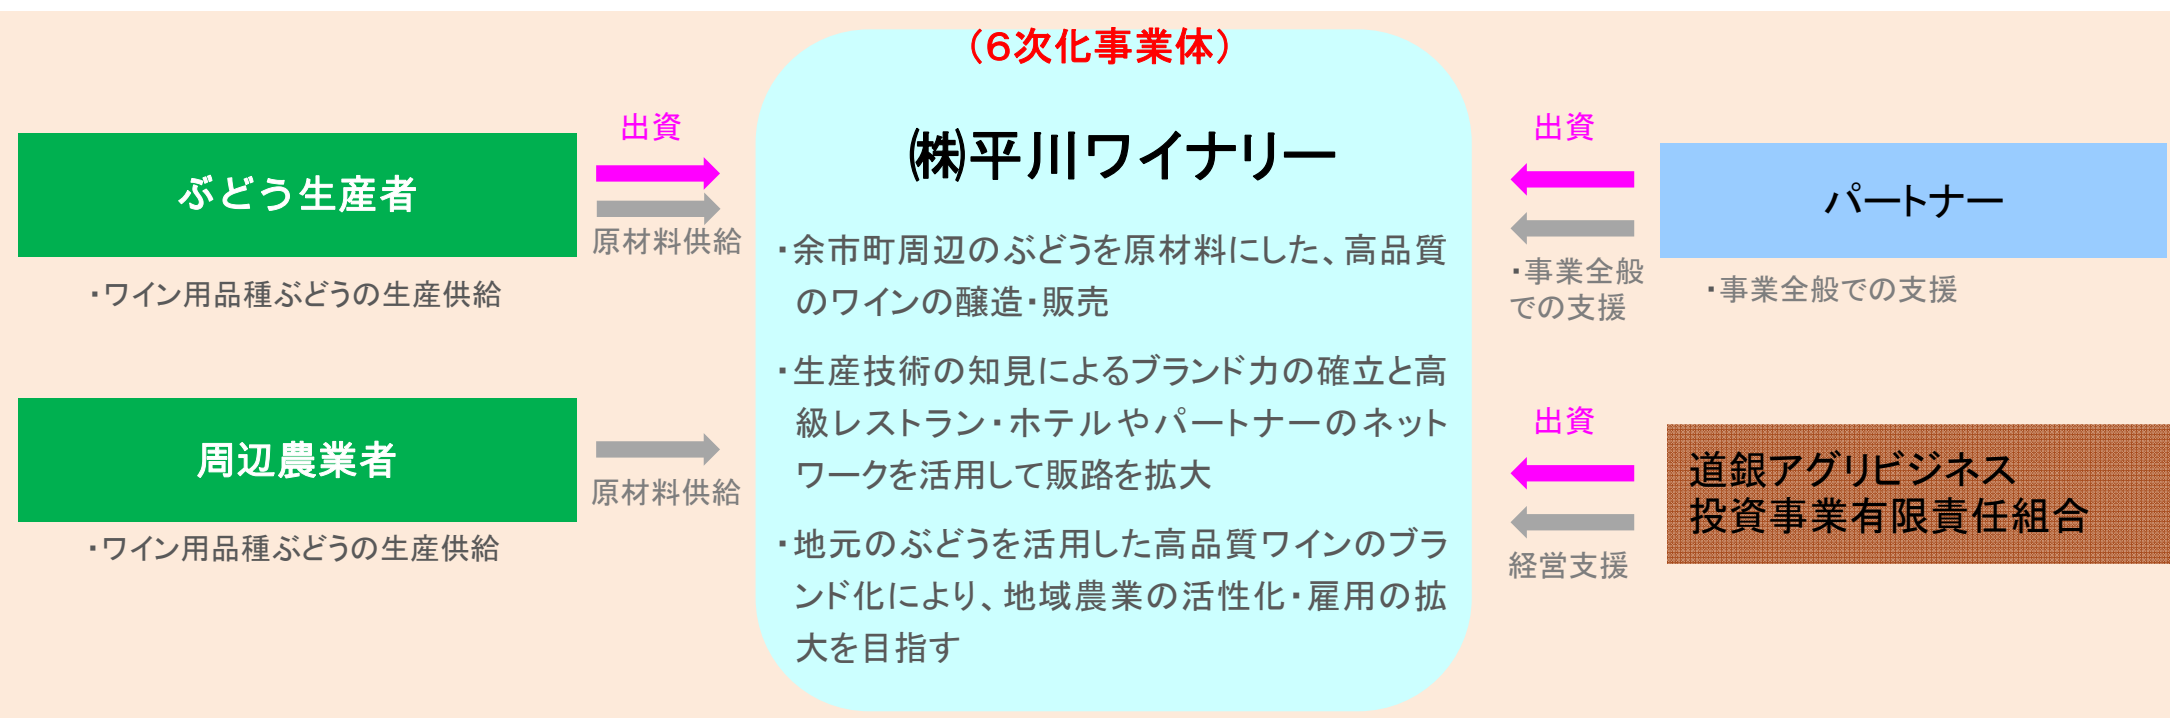 （６次化事業体）
㈱平川ワイナリー
・余市町周辺のぶどうを原材料にした、高品質
のワインの醸造・販売
・生産技術の知見によるブランド力の確立と高
級レストラン・ホテルやパートナーのネット
ワークを活用して販路を拡大
・地元のぶどうを活用した高品質ワインのブラ
ンド化により、地域農業の活性化・雇用の拡
大を目指す
ぶどう生産者
・ワイン用品種ぶどうの生産供給
出資
原材料供給
周辺農業者
・ワイン用品種ぶどうの生産供給
原材料供給
出資
・事業全般
での支援
パートナー
・事業全般での支援
出資
経営支援
道銀アグリビジネス
投資事業有限責任組合